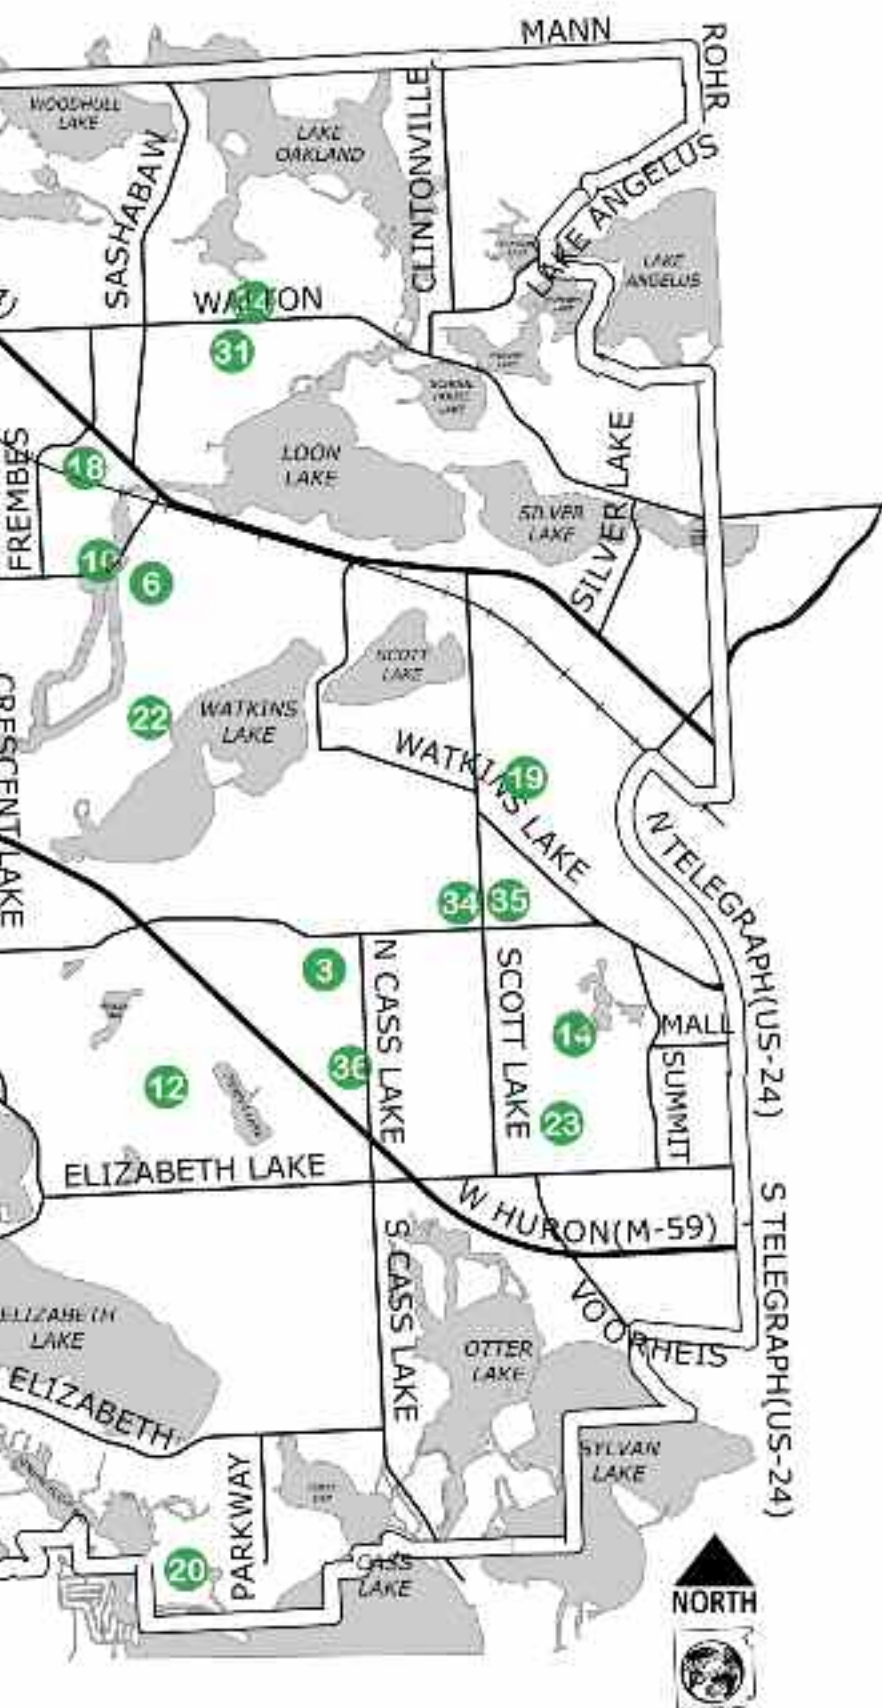 MANN
ROHR
WOODHULL
LAKE
LAKE
OAKLAND
CLINTONVILLE
SASHABAW
LAKE ANGELUS
LAKE
ANGELUS
WALTON
31
LOON
LAKE
SILVER LAKE
SILVER
LAKE
FREMBES
18
10
6
SCOTT
LAKE
22
WATKINS
LAKE
CRESCENT LAKE
WATKINS LAKE
19
N TELEGRAPH(US-24)
34
35
3
N CASS LAKE
SCOTT LAKE
14
MALL
SUMMIT
36
12
23
ELIZABETH LAKE
W HURON(M-59)
S TELEGRAPH(US-24)
S CASS LAKE
VOORHEIS
ELIZABETH
LAKE
OTTER
LAKE
ELIZABETH
SYLVAN
LAKE
PARKWAY
20
CASS
LAKE
NORTH